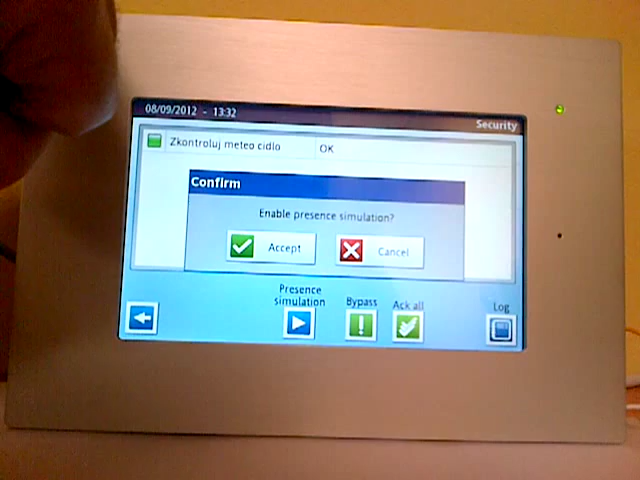 08/09/2012 - 13:32
Security
Zkontroluj meteo cidlo OK
Confirm
Enable presence simulation?
Accept Cancel
Presence
simulation
Bypass
Ack all
Log